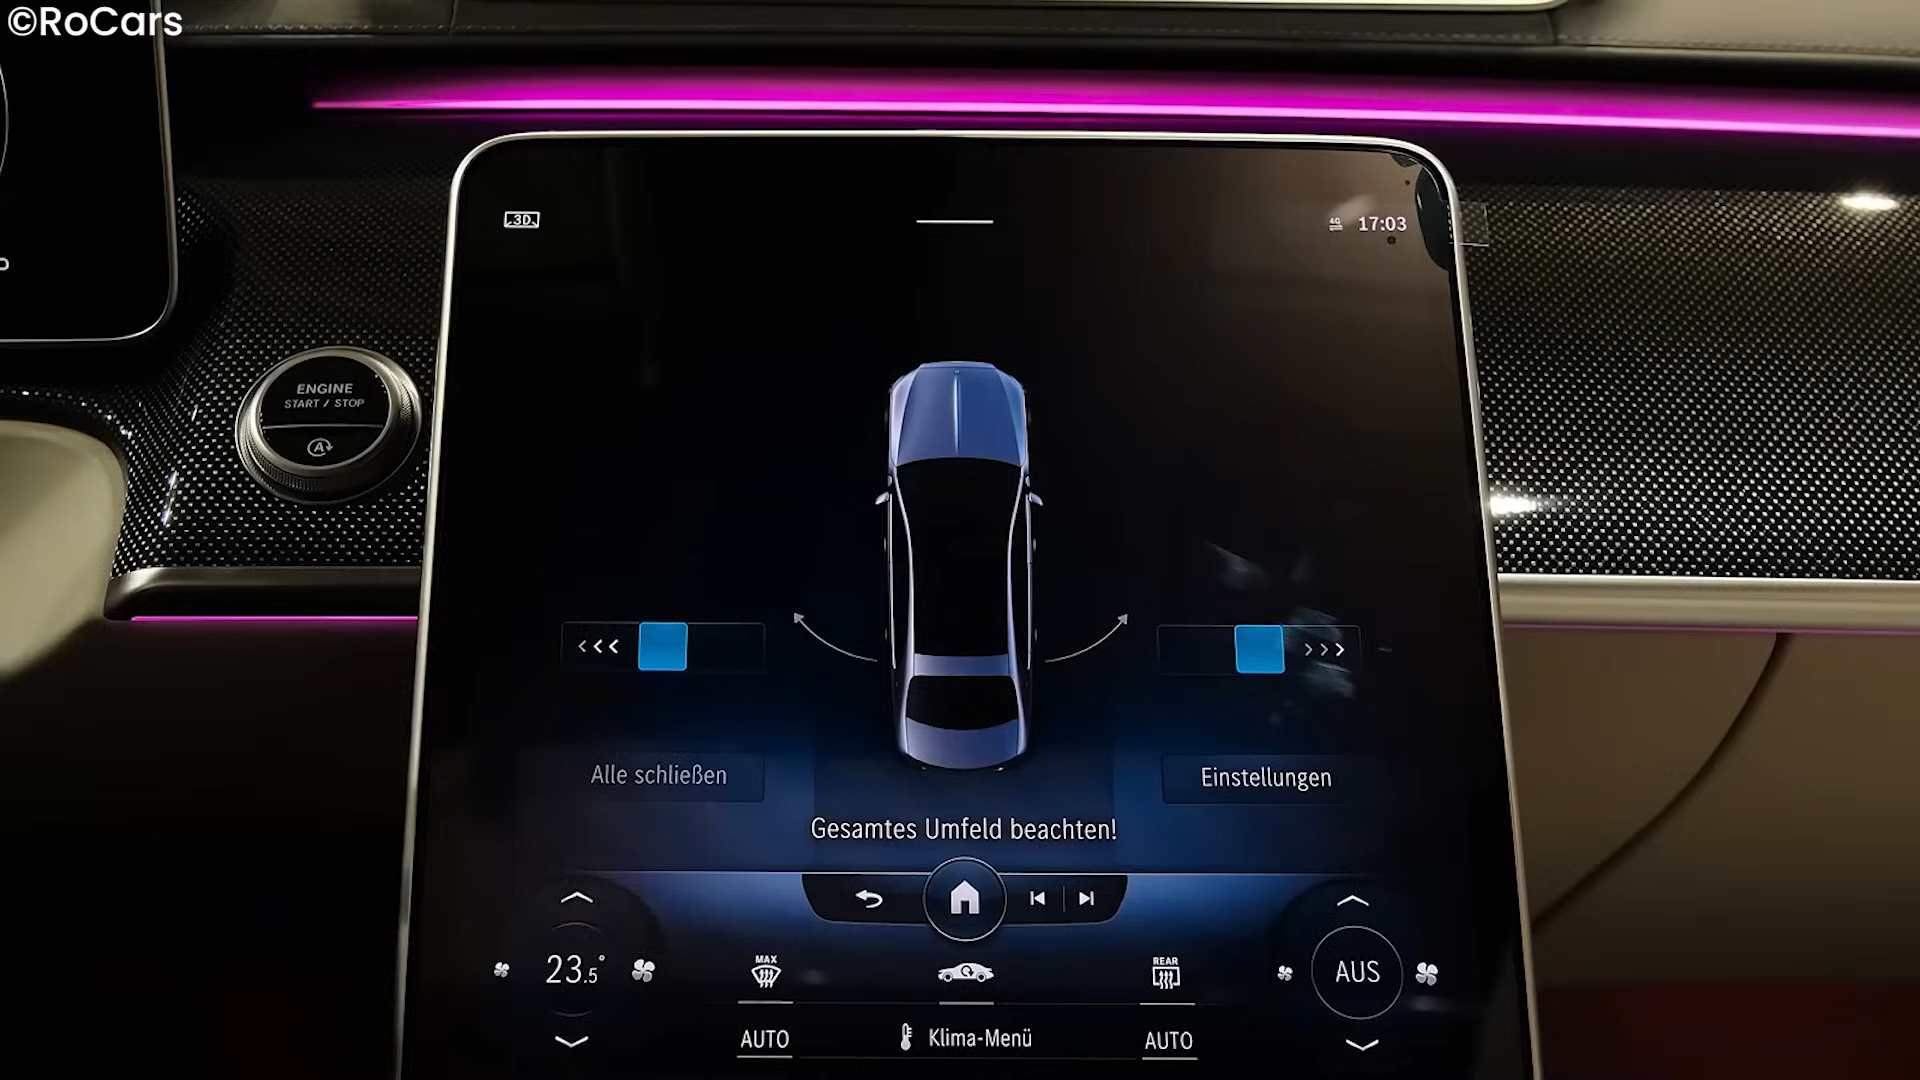 ©RoCars
3D
4G 17:03
ENGINE
START / STOP
A
Alle schließen
Einstellungen
Gesamtes Umfeld beachten!
23.5°
MAX
REAR
AUS
AUTO
Klima-Menü
AUTO